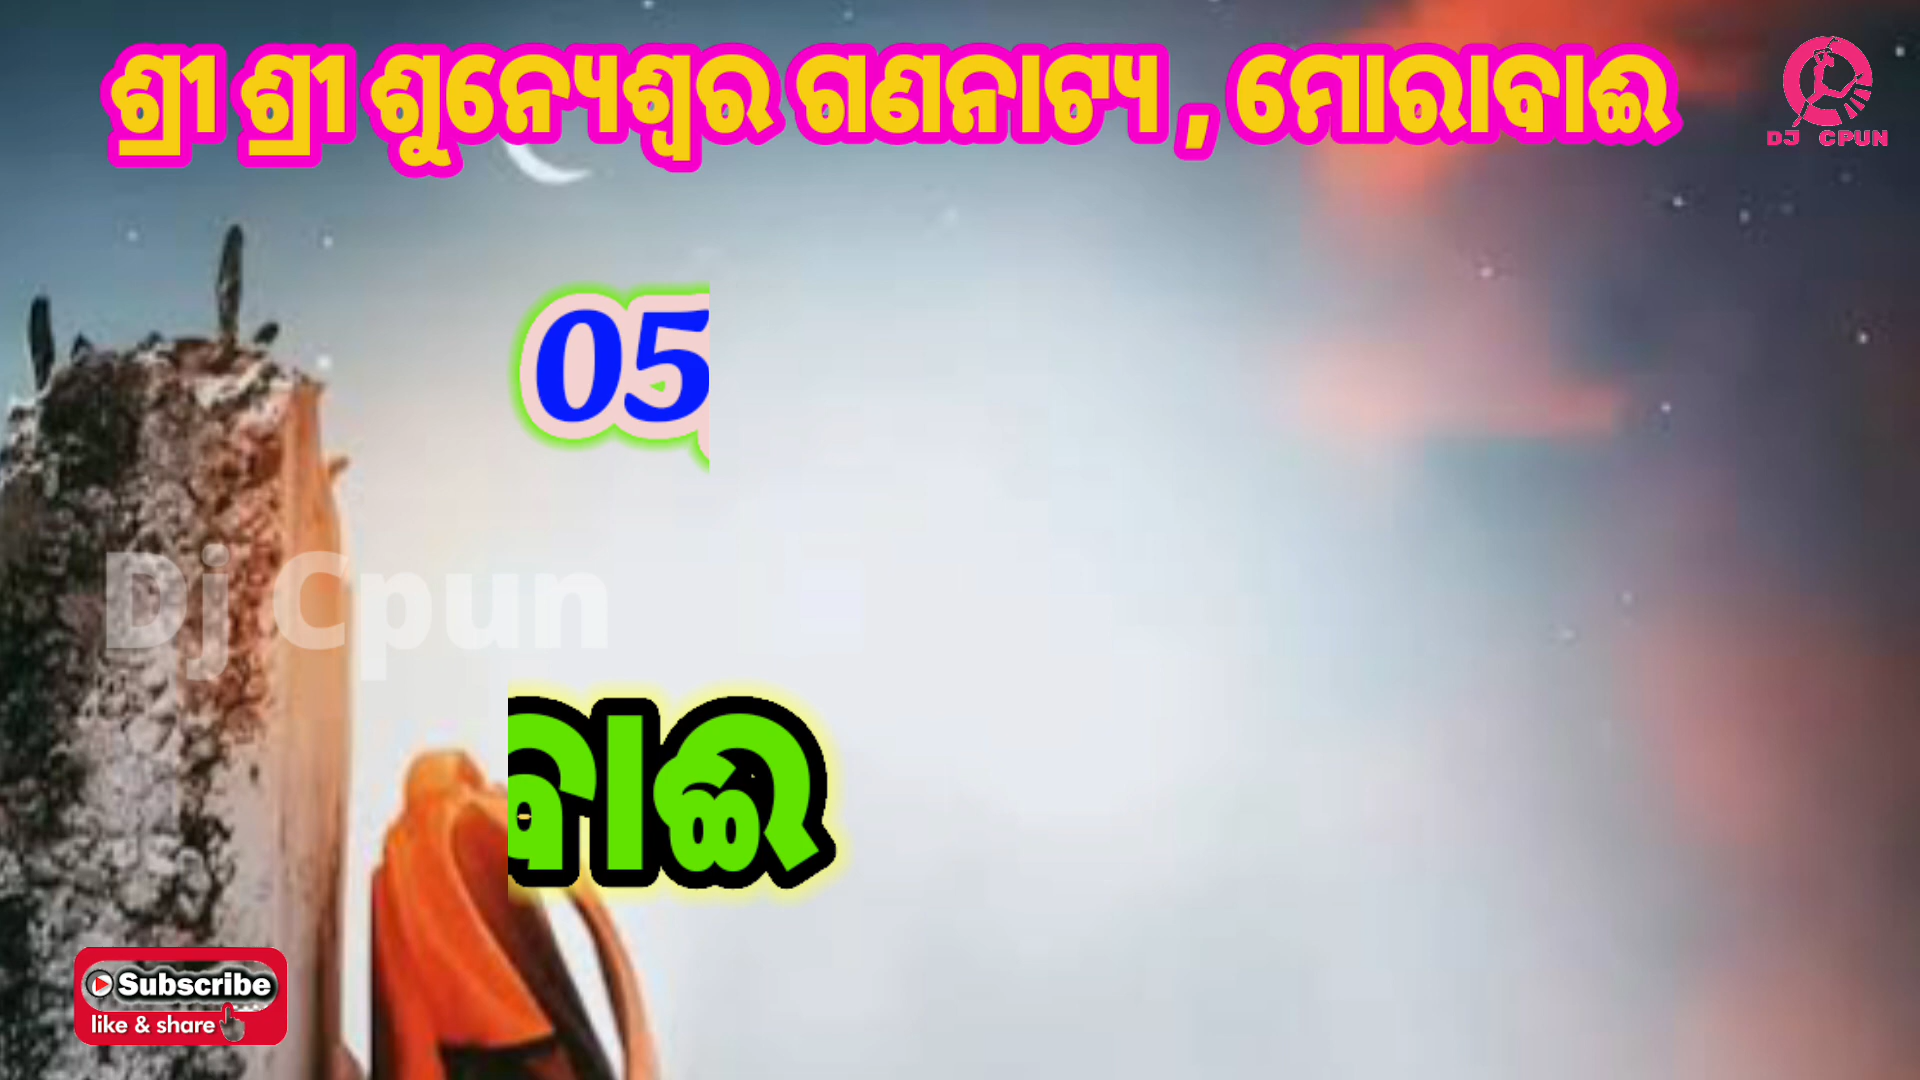 ଶ୍ରୀ ଶ୍ରୀ ଶୁନ୍ୟେଶ୍ୱର ଗଣନାଟ୍ୟ , ମୋରାବାଈ
DJ CPUN
05
Dj Cpun
ବାଈ
Subscribe
like & share